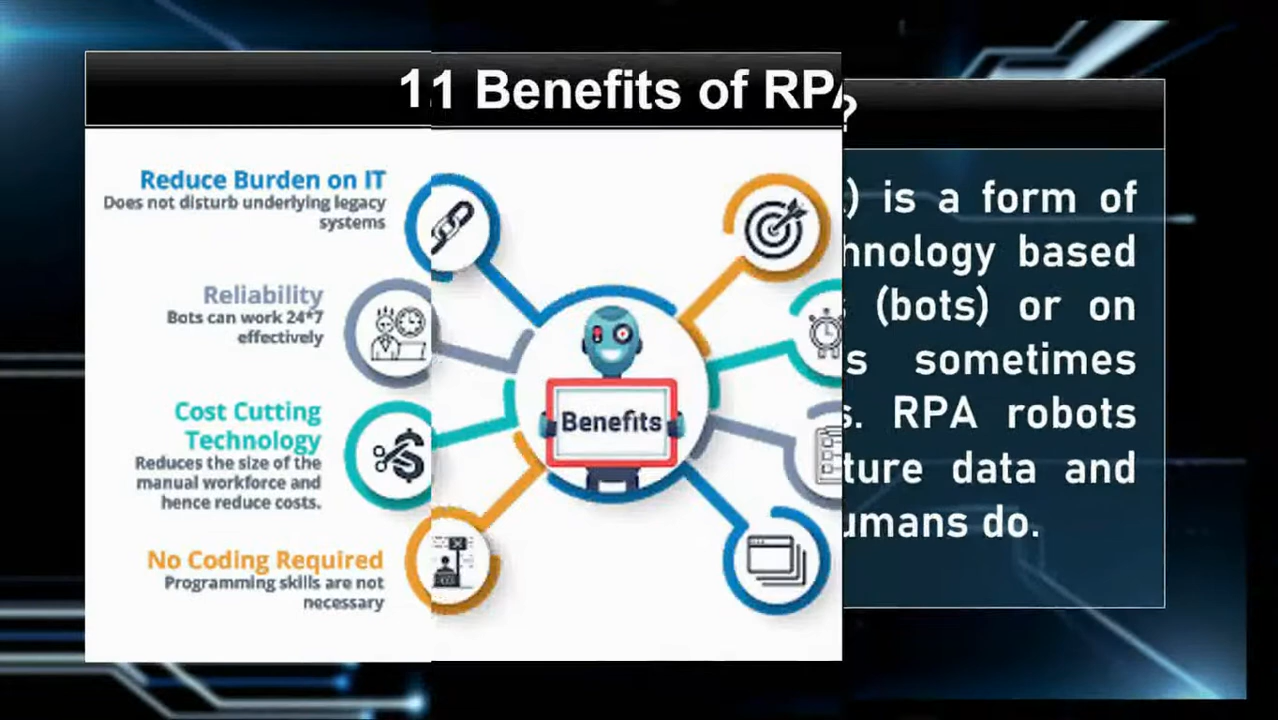 11 Benefits of RPA
?
Reduce Burden on IT
Does not disturb underlying legacy
systems
Reliability
Bots can work 24*7
effectively
Cost Cutting
Technology
Reduces the size of the
manual workforce and
hence reduce costs.
No Coding Required
Programming skills are not
necessary
Benefits
) is a form of
hnology based
(bots) or on
s sometimes
s. RPA robots
ture data and
umans do.